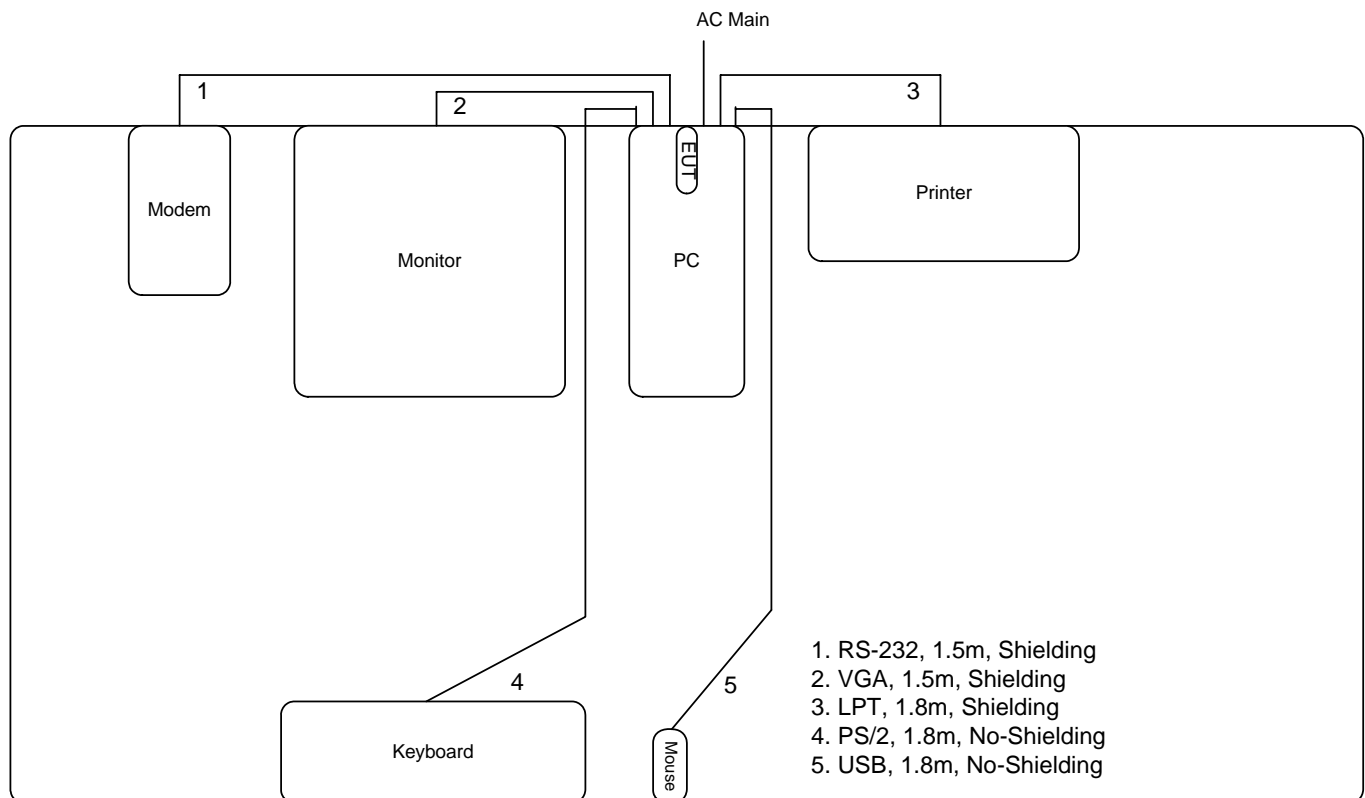 AC Main
1
2
3
EUT
Modem
Monitor
PC
Printer
4
5
Keyboard
Mouse
1. RS-232, 1.5m, Shielding
2. VGA, 1.5m, Shielding
3. LPT, 1.8m, Shielding
4. PS/2, 1.8m, No-Shielding
5. USB, 1.8m, No-Shielding